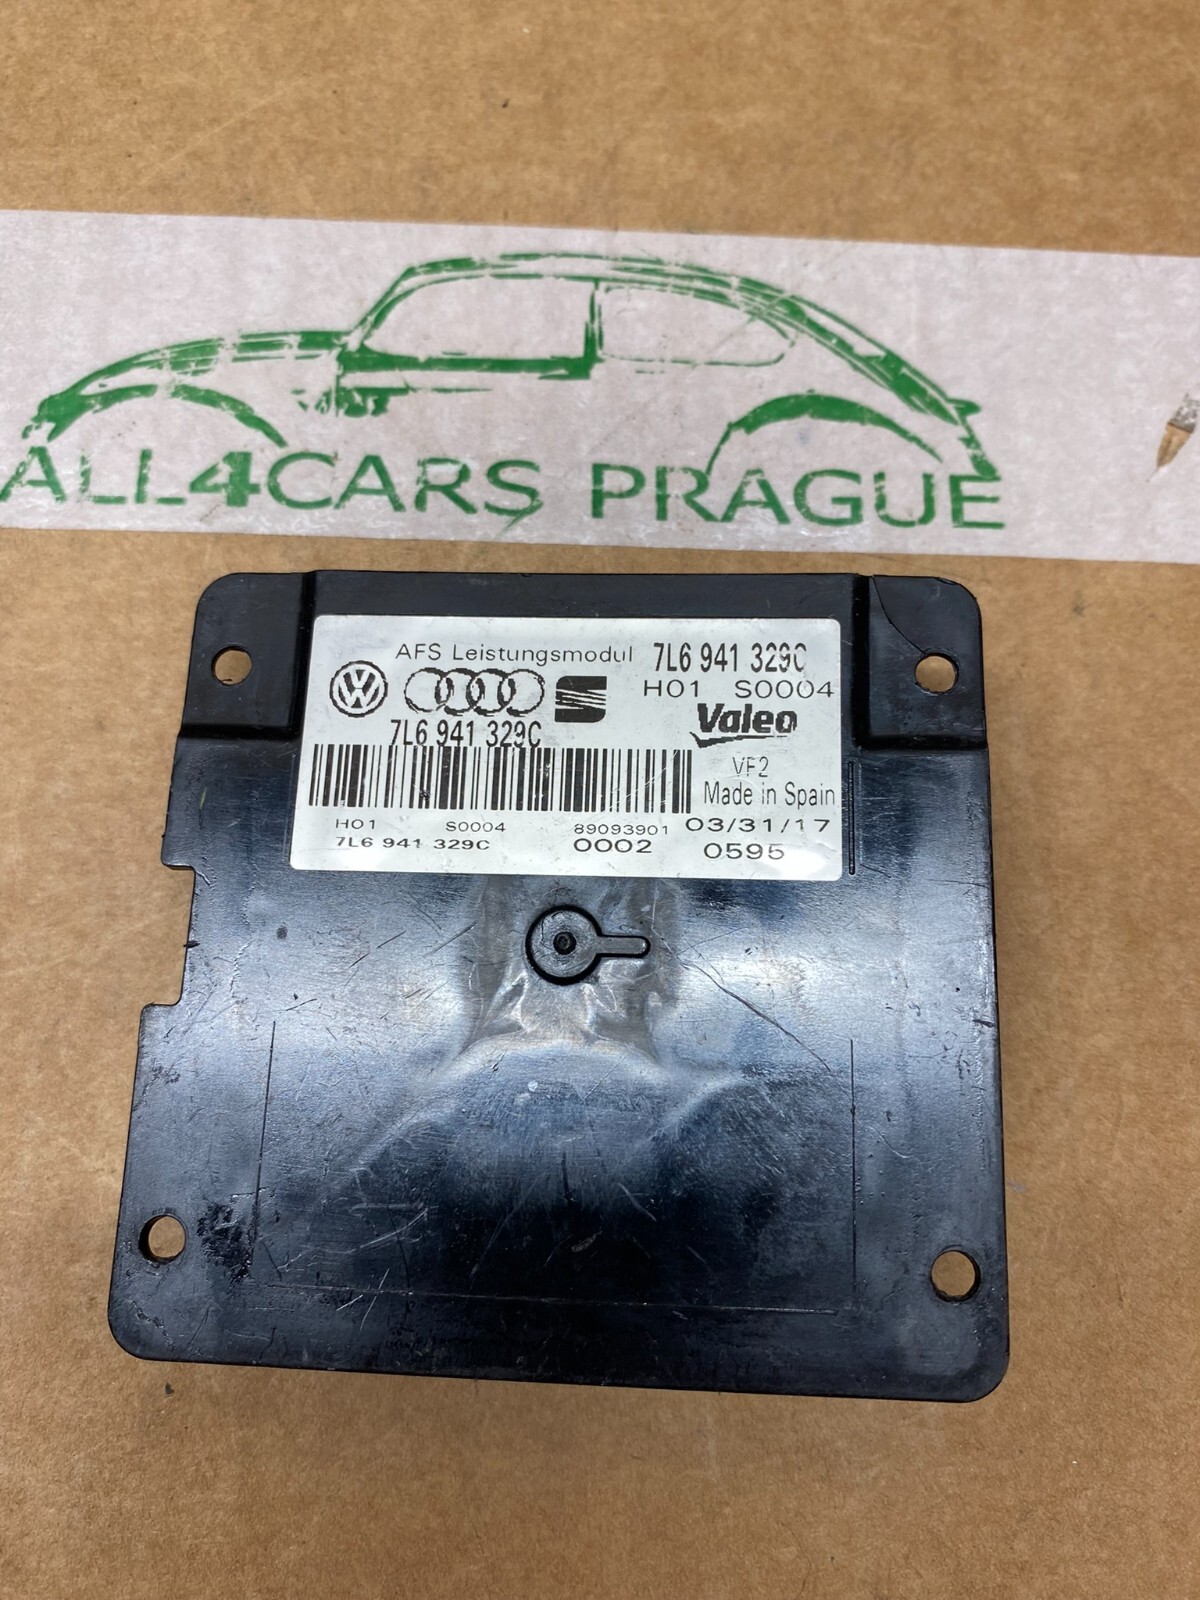 ALL4CARS PRAGUE
AFS Leistungsmodul 7L6 941 329C
H01 S0004
7L6 941 329C
Valeo
VF2
Made in Spain
H01 S0004 89093901 03/31/17
7L6 941 329C 0002 0595